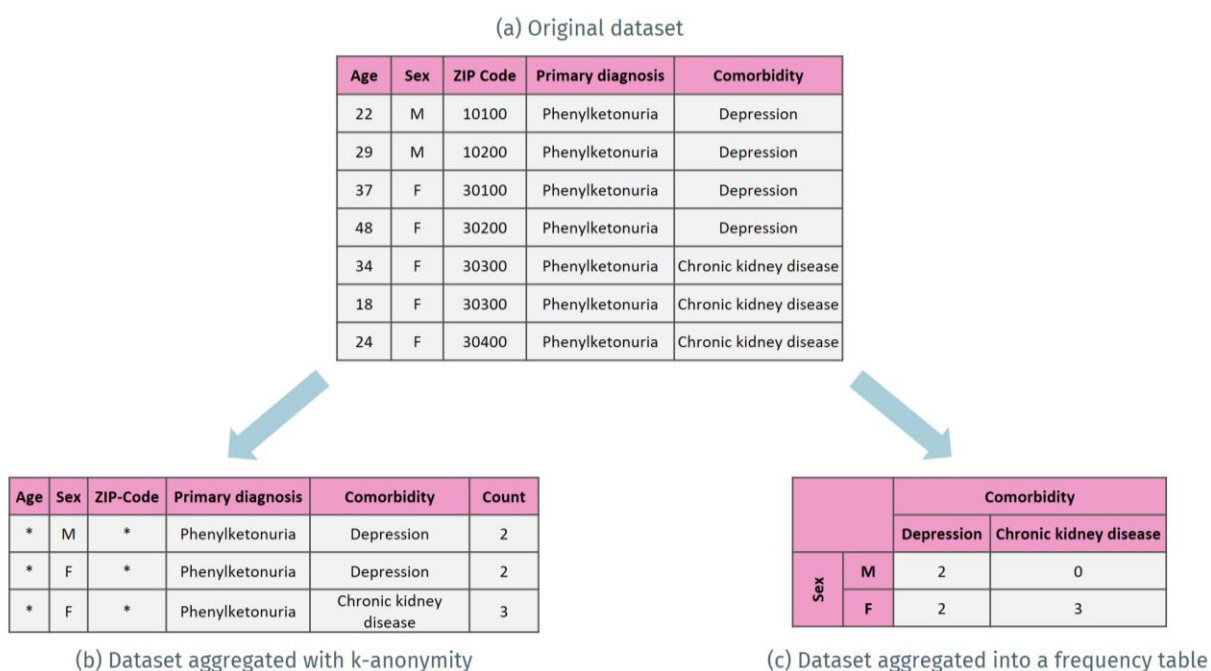 (a) Original dataset
Age Sex ZIP Code Primary diagnosis Comorbidity
22 M 10100 Phenylketonuria Depression
29 M 10200 Phenylketonuria Depression
37 F 30100 Phenylketonuria Depression
48 F 30200 Phenylketonuria Depression
34 F 30300 Phenylketonuria Chronic kidney disease
18 F 30300 Phenylketonuria Chronic kidney disease
24 F 30400 Phenylketonuria Chronic kidney disease
Age Sex ZIP-Code Primary diagnosis Comorbidity Count
* M * Phenylketonuria Depression 2
* F * Phenylketonuria Depression 2
* F * Phenylketonuria Chronic kidney
disease 3
(b) Dataset aggregated with k-anonymity
Comorbidity
Depression Chronic kidney disease
Sex
M 2 0
F 2 3
(c) Dataset aggregated into a frequency table